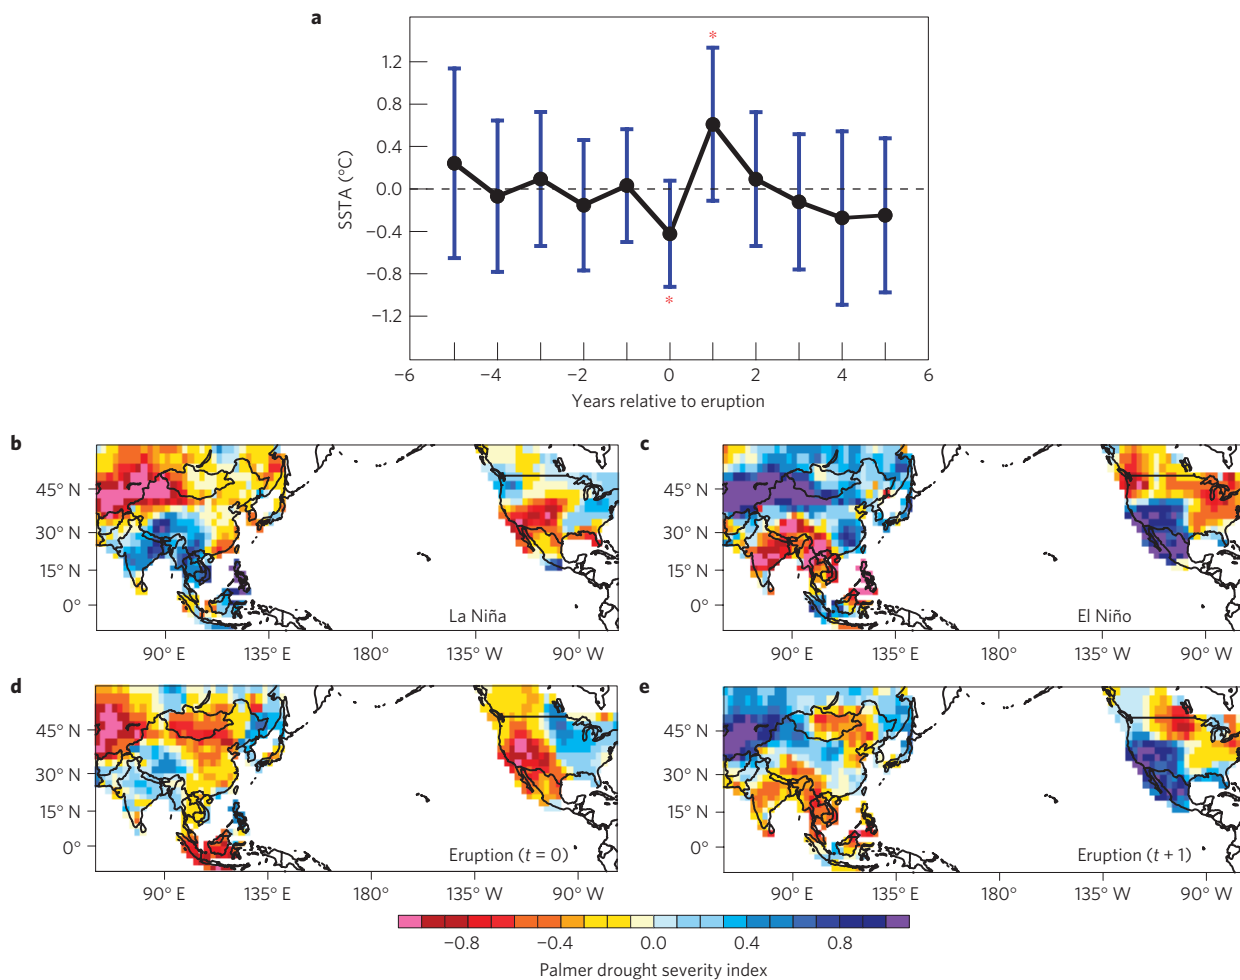 a
1.2
0.8
0.4
0.0
−0.4
−0.8
−1.2
SSTA (°C)
*
*
−6 −4 −2 0 2 4 6
Years relative to eruption
b
45° N
30° N
15° N
0°
La Niña
90° E 135° E 180° 135° W 90° W
c
45° N
30° N
15° N
0°
El Niño
90° E 135° E 180° 135° W 90° W
d
45° N
30° N
15° N
0°
Eruption (t = 0)
90° E 135° E 180° 135° W 90° W
e
45° N
30° N
15° N
0°
Eruption (t + 1)
90° E 135° E 180° 135° W 90° W
−0.8 −0.4 0.0 0.4 0.8
Palmer drought severity index